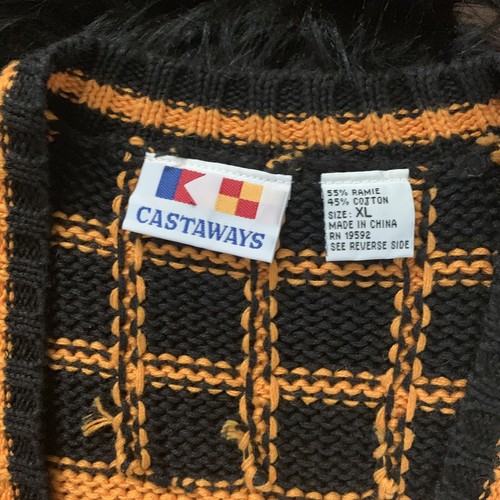 CASTAWAYS
55% RAMIE
45% COTTON
SIZE: XL
MADE IN CHINA
RN 19592
SEE REVERSE SIDE